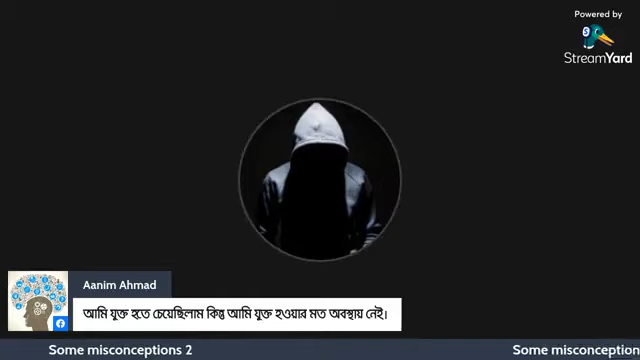 Powered by
StreamYard
Aanim Ahmad
আমি যুক্ত হতে চেয়েছিলাম কিন্তু আমি যুক্ত হওয়ার মত অবস্থায় নেই।
Some misconceptions 2
Some misconception